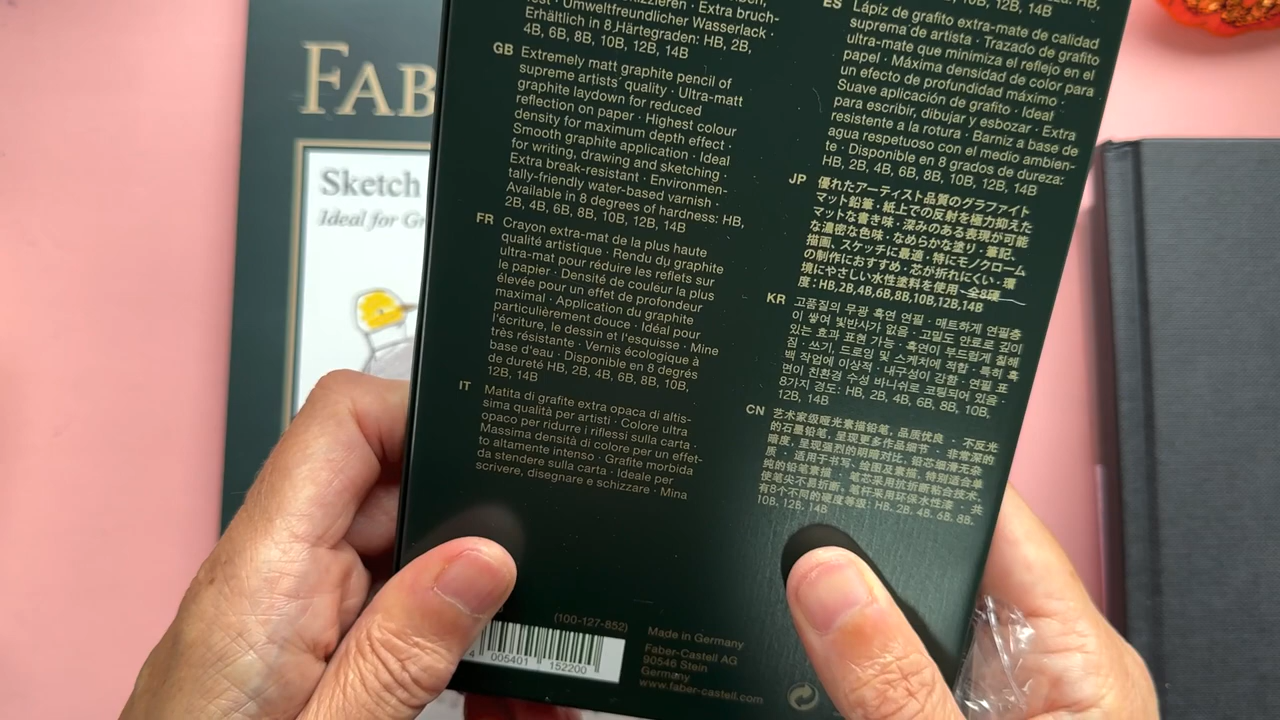 FAB
Sketch
Ideal for Gr
Erhältlich in 8 Härtegraden: HB, 2B,
4B, 6B, 8B, 10B, 12B, 14B
GB Extremely matt graphite pencil of
supreme artists' quality · Ultra-matt
graphite laydown for reduced
reflection on paper · Highest colour
density for maximum depth effect ·
Smooth graphite application · Ideal
for writing, drawing and sketching ·
Extra break-resistant · Environmen-
tally-friendly water-based varnish ·
Available in 8 degrees of hardness: HB,
2B, 4B, 6B, 8B, 10B, 12B, 14B
FR Crayon extra-mat de la plus haute
qualité artistique · Rendu du graphite
ultra-mat pour réduire les reflets sur
le papier · Densité de couleur la plus
élevée pour un effet de profondeur
maximal · Application du graphite
particulièrement douce · Idéal pour
l'écriture, le dessin et l'esquisse · Mine
très résistante · Vernis écologique à
base d'eau · Disponible en 8 degrés
de dureté HB, 2B, 4B, 6B, 8B, 10B,
12B, 14B
IT Matita di grafite extra opaca di altis-
sima qualità per artisti · Colore ultra
opaco per ridurre i riflessi sulla carta ·
Massima densità di colore per un effet-
to altamente intenso · Grafite morbida
da stendere sulla carta · Ideale per
scrivere, disegnare e schizzare · Mina
ES Lápiz de grafito extra-mate de calidad
suprema de artista · Trazado de grafito
ultra-mate que minimiza el reflejo en el
papel · Máxima densidad de color para
un efecto de profundidad máximo ·
Suave aplicación de grafito · Ideal
para escribir, dibujar y esbozar · Extra
resistente a la rotura · Barniz a base de
agua respetuoso con el medio ambien-
te · Disponible en 8 grados de dureza:
HB, 2B, 4B, 6B, 8B, 10B, 12B, 14B
JP 優れたアーティスト品質のグラファイト
マット鉛筆・紙上での反射を極力抑えた
マットな書き味・深みのある表現が可能
な濃密な色味・なめらかな塗り・筆記、
描画、スケッチに最適・特にモノクローム
の制作におすすめ・芯が折れにくい・環
境にやさしい水性塗料を使用・全8硬
度：HB,2B,4B,6B,8B,10B,12B,14B
KR 고품질의 무광 흑연 연필 · 매트하게 연필층
이 쌓여 빛반사가 없음 · 고밀도 안료로 깊이
있는 효과 표현 가능 · 흑연이 부드럽게 칠해
짐 · 쓰기, 드로잉 및 스케치에 적합 · 특히 흑
백 작업에 이상적 · 내구성이 강함 · 연필 표
면이 친환경 수성 바니쉬로 코팅되어 있음 ·
8가지 경도: HB, 2B, 4B, 6B, 8B, 10B,
12B, 14B
CN 艺术家级哑光素描铅笔，品质优良 · 不反光
的石墨铅笔，呈现更多作品细节 · 非常深的
暗度，呈现强烈的明暗对比，铅芯细滑无杂
质 · 适用于书写、绘图及素描，特别适合单
纯的铅笔素描 · 笔芯采用抗折断粘合技术，
使笔尖不易折断，笔杆采用环保水性漆 · 共
有8个不同的硬度等级：HB, 2B, 4B, 6B, 8B,
10B, 12B, 14B
(100-127-852)
005401 152200
Made in Germany
Faber-Castell AG
90546 Stein
Germany
www.faber-castell.com